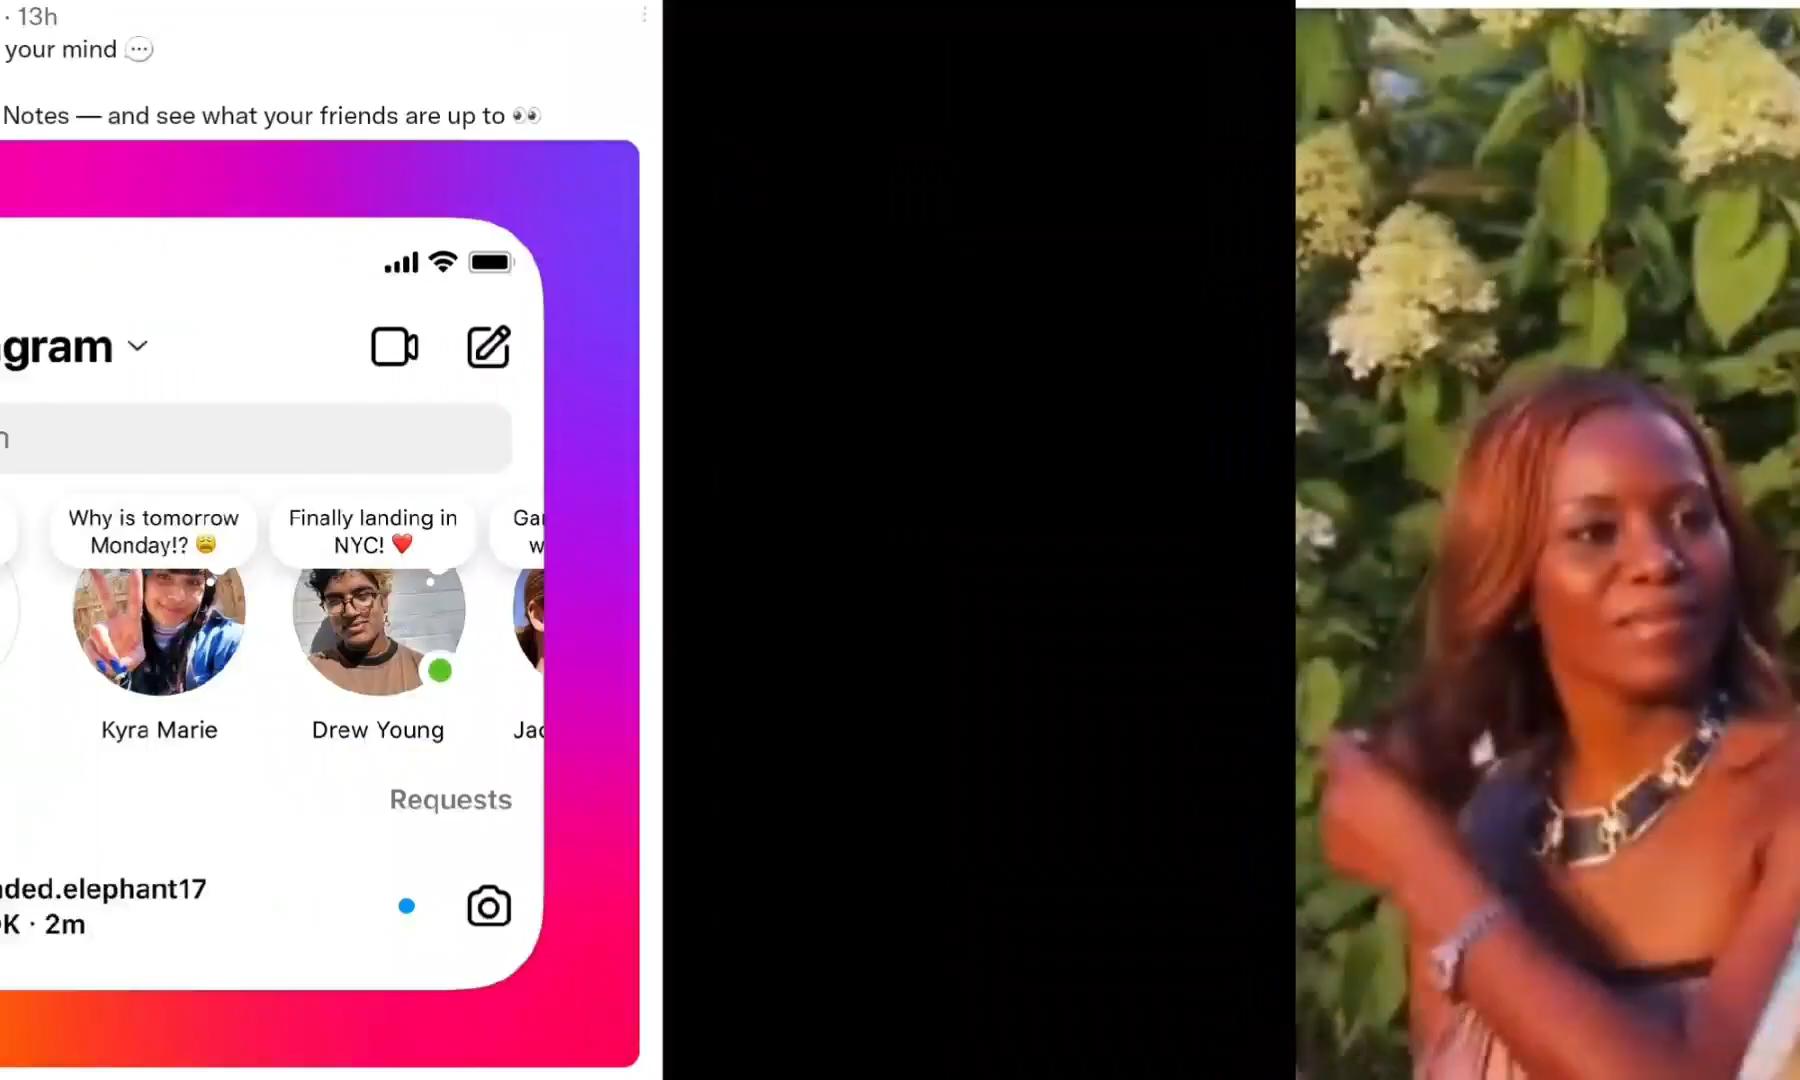 · 13h
your mind 💬
Notes — and see what your friends are up to 👀
gram
Why is tomorrow
Monday!? 😩
Finally landing in
NYC! ❤️
Kyra Marie
Drew Young
Requests
ded.elephant17
K · 2m